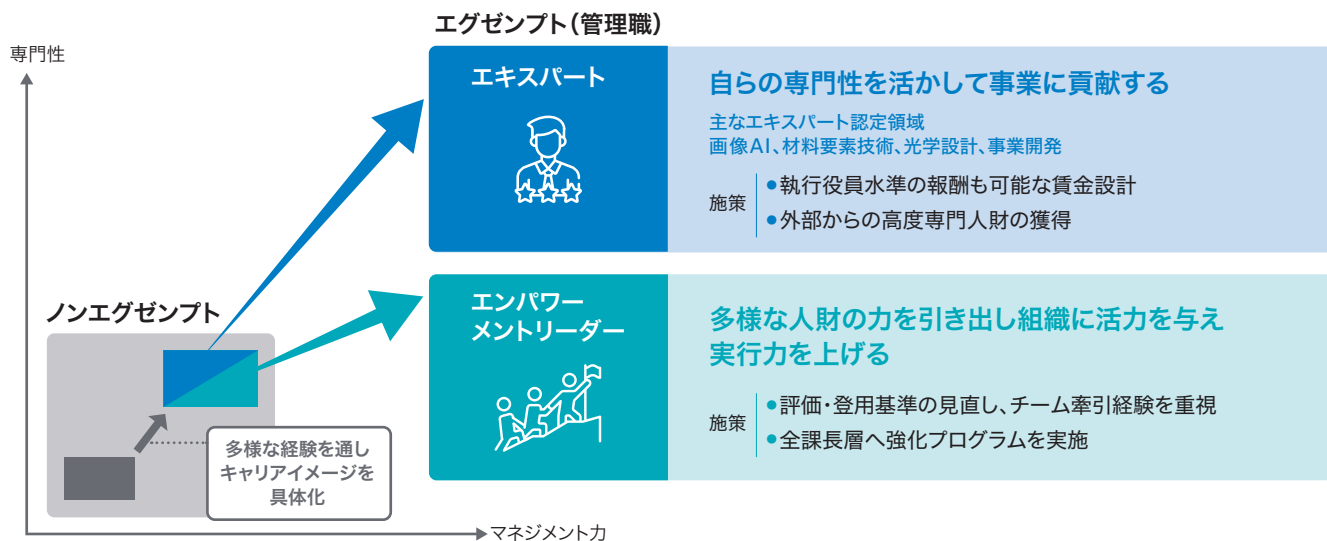 エグゼンプト（管理職）
専門性
エキスパート
自らの専門性を活かして事業に貢献する
主なエキスパート認定領域
画像AI、材料要素技術、光学設計、事業開発
施策
●執行役員水準の報酬も可能な賃金設計
●外部からの高度専門人財の獲得
ノンエグゼンプト
多様な経験を通し
キャリアイメージを
具体化
エンパワー
メントリーダー
多様な人財の力を引き出し組織に活力を与え
実行力を上げる
施策
●評価・登用基準の見直し、チーム牽引経験を重視
●全課長層へ強化プログラムを実施
マネジメント力